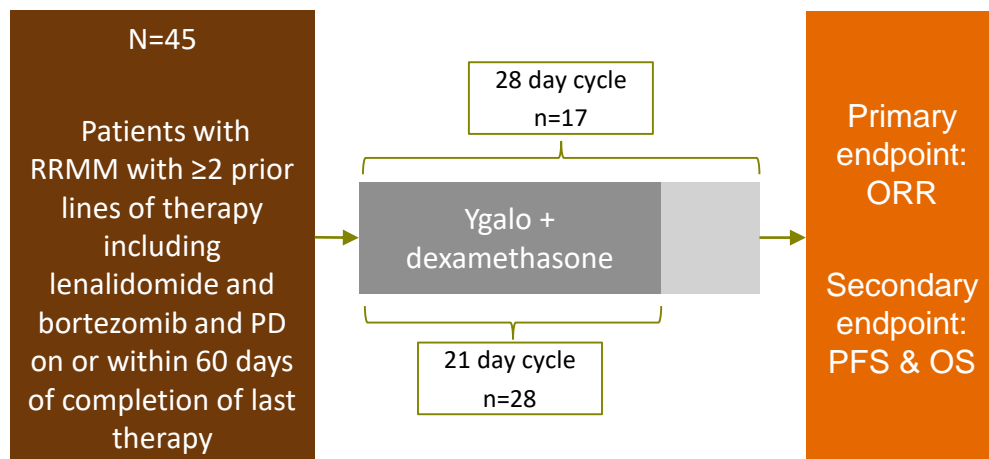 N=45
Patients with
RRMM with ≥2 prior
lines of therapy
including
lenalidomide and
bortezomib and PD
on or within 60 days
of completion of last
therapy
28 day cycle
n=17
Ygalo +
dexamethasone
21 day cycle
n=28
Primary
endpoint:
ORR
Secondary
endpoint:
PFS & OS